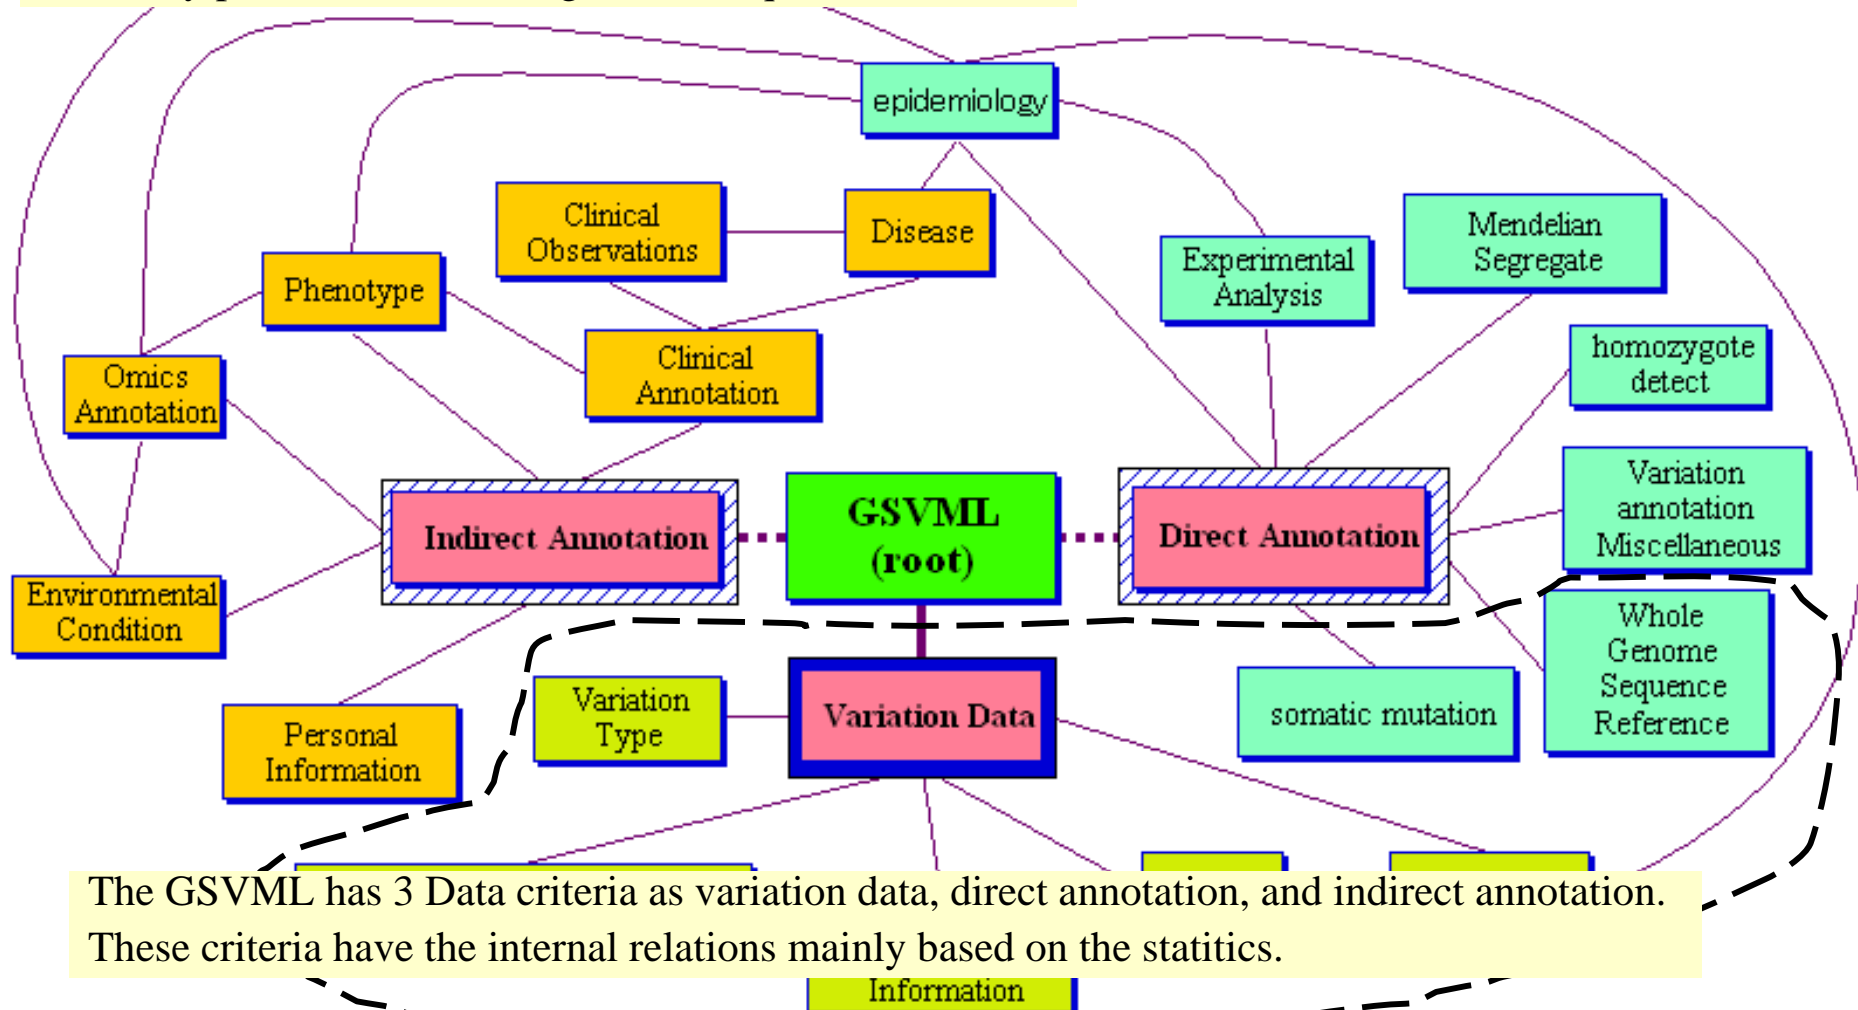 epidemiology
Clinical
Observations
Disease
Mendelian
Segregate
Experimental
Analysis
Phenotype
homozygote
detect
Clinical
Annotation
Omics
Annotation
Variation
annotation
Miscellaneous
GSVML
(root)
Indirect Annotation
Direct Annotation
Environmental
Condition
Whole
Genome
Sequence
Reference
Variation
Type
Variation Data
somatic mutation
Personal
Information
The GSVML has 3 Data criteria as variation data, direct annotation, and indirect annotation.
These criteria have the internal relations mainly based on the statitics.
Information